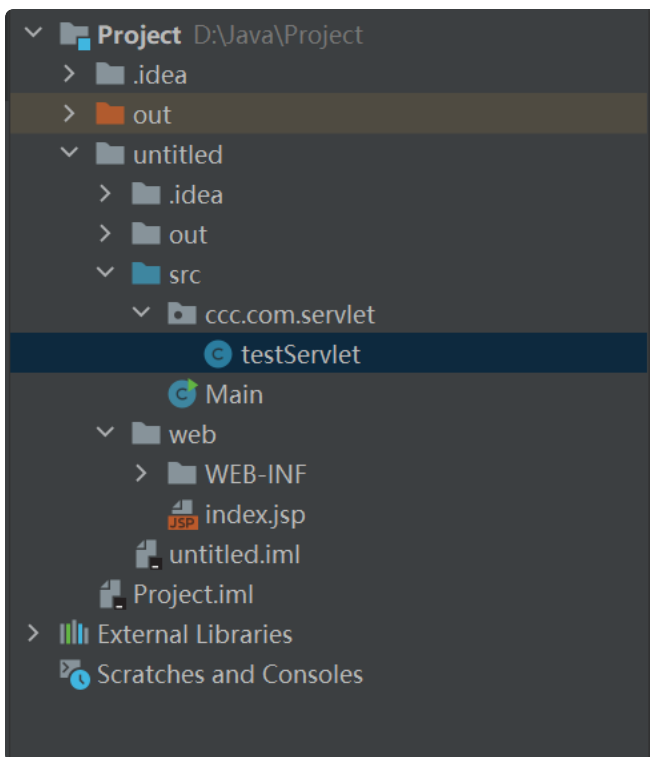 Project D:\Java\Project
.idea
out
untitled
.idea
out
src
ccc.com.servlet
C testServlet
C Main
web
WEB-INF
JSP index.jsp
untitled.iml
Project.iml
External Libraries
Scratches and Consoles